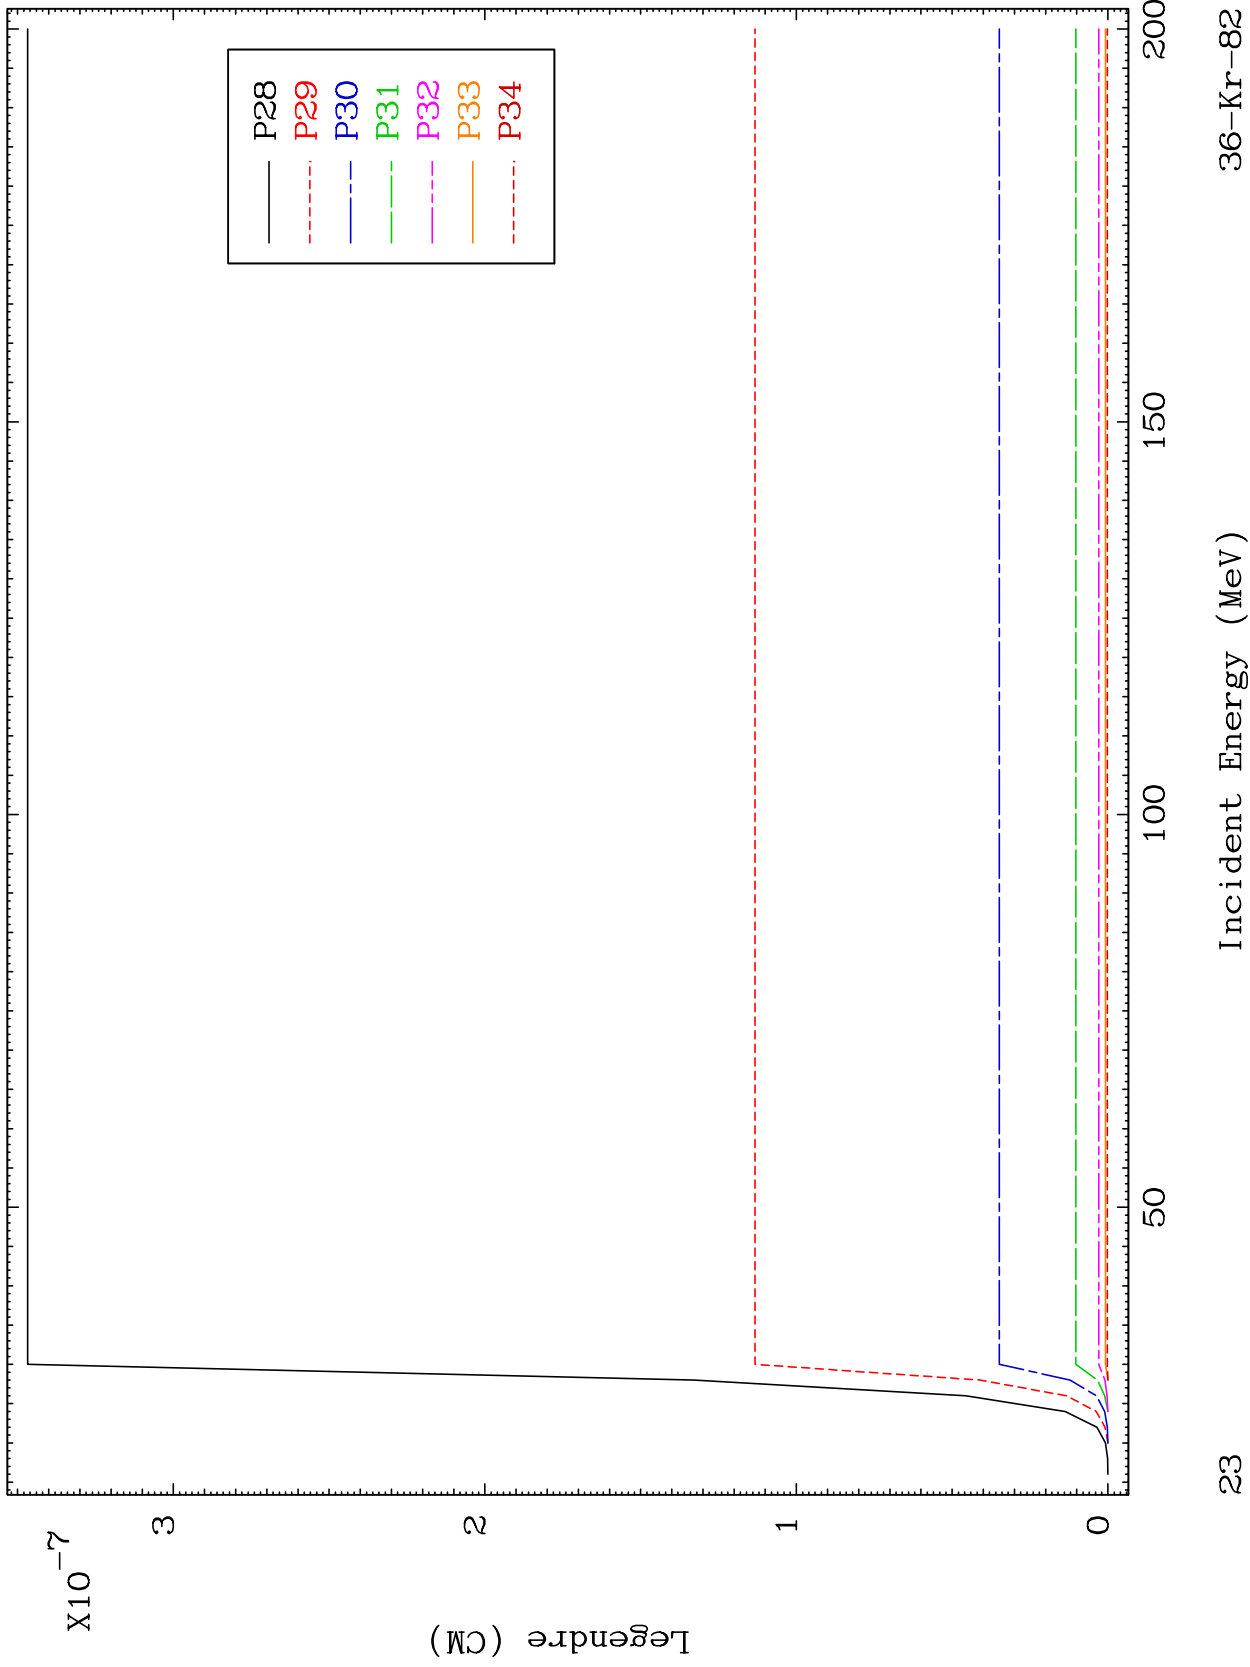 X10-7
3
2
1
0
Legendre (CM)
P28
P29
P30
P31
P32
P33
P34
50
100
150
200
23
Incident Energy (MeV)
36-Kr-82